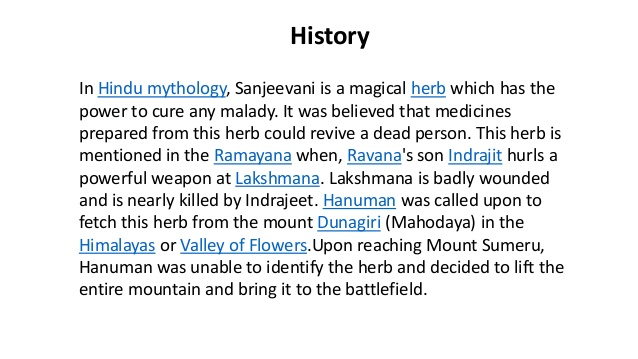 History
In Hindu mythology, Sanjeevani is a magical herb which has the
power to cure any malady. It was believed that medicines
prepared from this herb could revive a dead person. This herb is
mentioned in the Ramayana when, Ravana's son Indrajit hurls a
powerful weapon at Lakshmana. Lakshmana is badly wounded
and is nearly killed by Indrajeet. Hanuman was called upon to
fetch this herb from the mount Dunagiri (Mahodaya) in the
Himalayas or Valley of Flowers.Upon reaching Mount Sumeru,
Hanuman was unable to identify the herb and decided to lift the
entire mountain and bring it to the battlefield.